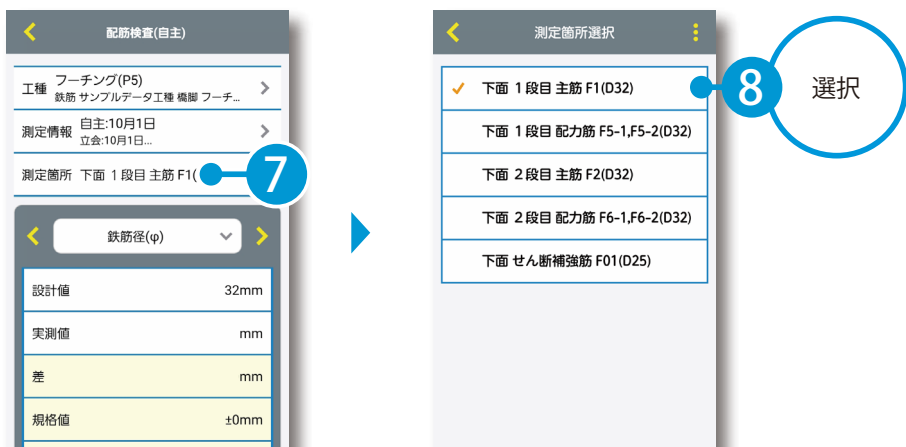 配筋検査(自主)
工種 フーチング(P5)
鉄筋 サンプルデータ工種 橋脚 フーチ...
測定情報 自主:10月1日
立会:10月1日...
測定箇所 下面 1段目 主筋 F1(
7
鉄筋径(φ)
設計値 32mm
実測値 mm
差 mm
規格値 ±0mm
測定箇所選択
下面 1段目 主筋 F1(D32)
8 選択
下面 1段目 配力筋 F5-1,F5-2(D32)
下面 2段目 主筋 F2(D32)
下面 2段目 配力筋 F6-1,F6-2(D32)
下面 せん断補強筋 F01(D25)